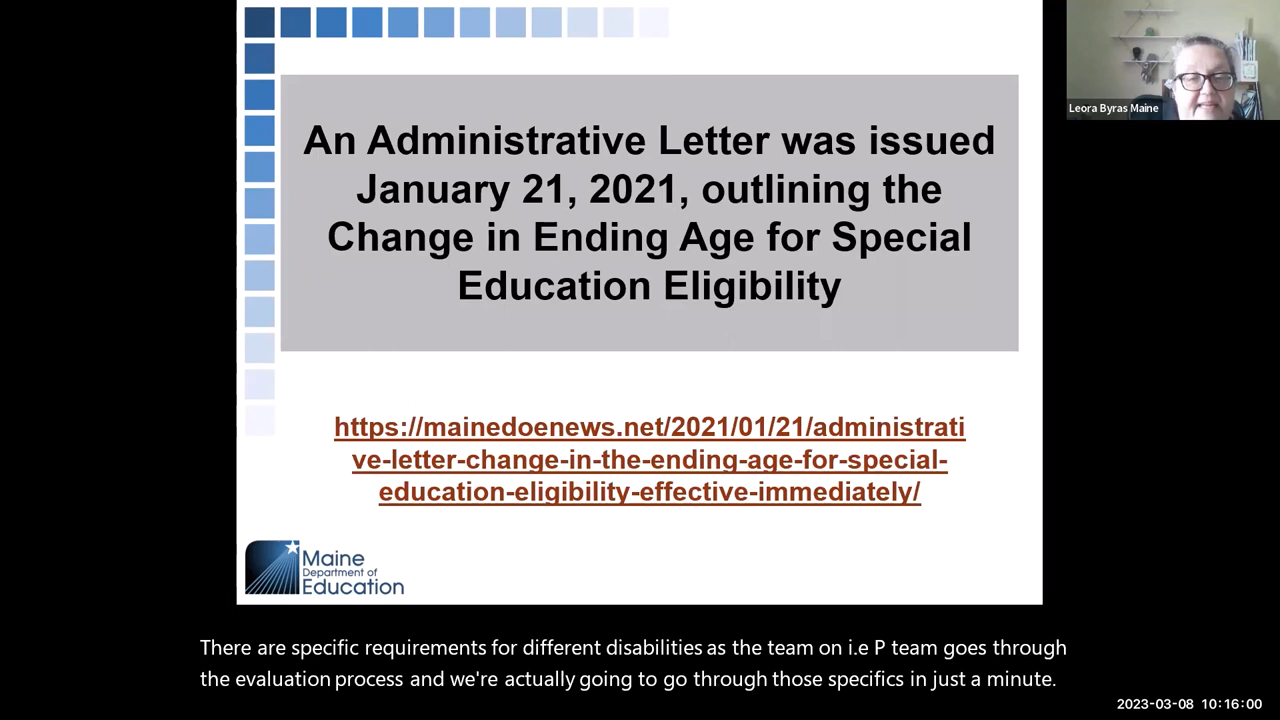 Leora Byras Maine
An Administrative Letter was issued
January 21, 2021, outlining the
Change in Ending Age for Special
Education Eligibility
https://mainedoenews.net/2021/01/21/administrati
ve-letter-change-in-the-ending-age-for-special-
education-eligibility-effective-immediately/
Maine
Department of
Education
There are specific requirements for different disabilities as the team on i.e P team goes through
the evaluation process and we're actually going to go through those specifics in just a minute.
2023-03-08 10:16:00